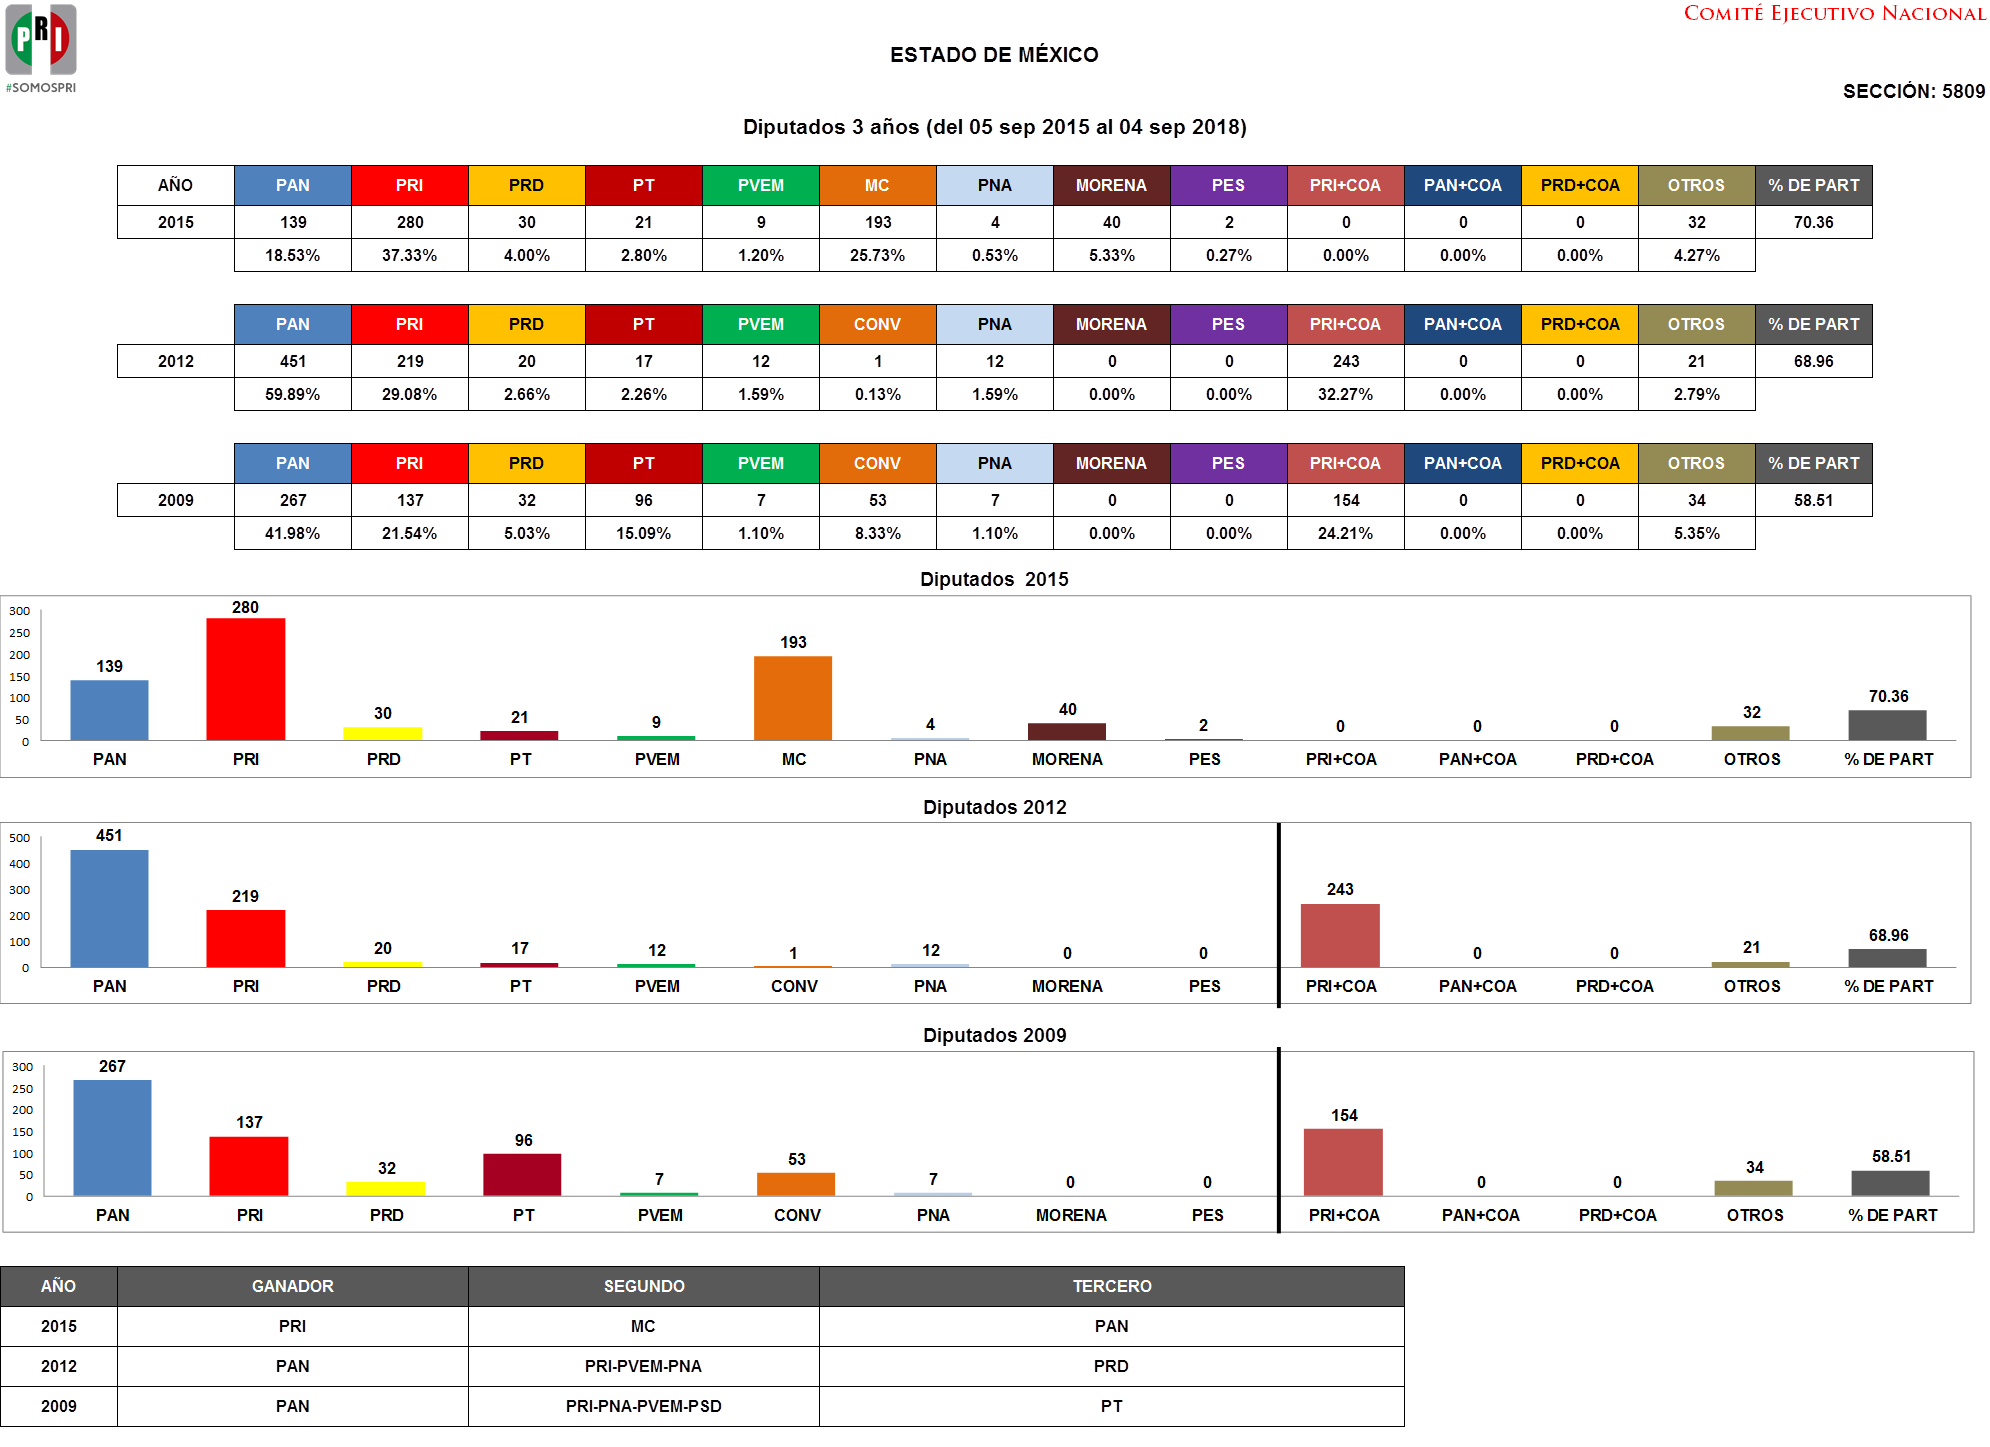 PRI
#SOMOSPRI
COMITÉ EJECUTIVO NACIONAL
ESTADO DE MÉXICO
SECCIÓN: 5809
Diputados 3 años (del 05 sep 2015 al 04 sep 2018)
AÑO PAN PRI PRD PT PVEM MC PNA MORENA PES PRI+COA PAN+COA PRD+COA OTROS % DE PART
2015 139 280 30 21 9 193 4 40 2 0 0 0 32 70.36
18.53% 37.33% 4.00% 2.80% 1.20% 25.73% 0.53% 5.33% 0.27% 0.00% 0.00% 0.00% 4.27%
PAN PRI PRD PT PVEM CONV PNA MORENA PES PRI+COA PAN+COA PRD+COA OTROS % DE PART
2012 451 219 20 17 12 1 12 0 0 243 0 0 21 68.96
59.89% 29.08% 2.66% 2.26% 1.59% 0.13% 1.59% 0.00% 0.00% 32.27% 0.00% 0.00% 2.79%
PAN PRI PRD PT PVEM CONV PNA MORENA PES PRI+COA PAN+COA PRD+COA OTROS % DE PART
2009 267 137 32 96 7 53 7 0 0 154 0 0 34 58.51
41.98% 21.54% 5.03% 15.09% 1.10% 8.33% 1.10% 0.00% 0.00% 24.21% 0.00% 0.00% 5.35%
Diputados 2015
300
250
200
150
100
50
0
139 280 30 21 9 193 4 40 2 0 0 0 32 70.36
PAN PRI PRD PT PVEM MC PNA MORENA PES PRI+COA PAN+COA PRD+COA OTROS % DE PART
Diputados 2012
500
400
300
200
100
0
451 219 20 17 12 1 12 0 0 243 0 0 21 68.96
PAN PRI PRD PT PVEM CONV PNA MORENA PES PRI+COA PAN+COA PRD+COA OTROS % DE PART
Diputados 2009
300
250
200
150
100
50
0
267 137 32 96 7 53 7 0 0 154 0 0 34 58.51
PAN PRI PRD PT PVEM CONV PNA MORENA PES PRI+COA PAN+COA PRD+COA OTROS % DE PART
AÑO GANADOR SEGUNDO TERCERO
2015 PRI MC PAN
2012 PAN PRI-PVEM-PNA PRD
2009 PAN PRI-PNA-PVEM-PSD PT